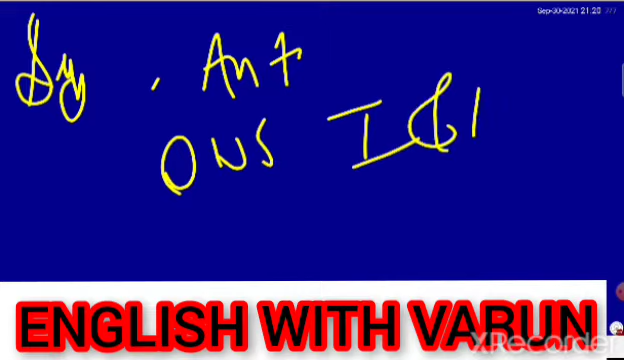 Sep-30-2021 21:20
Sy . Ant
OWS I & I
ENGLISH WITH VARUN
XRecorder